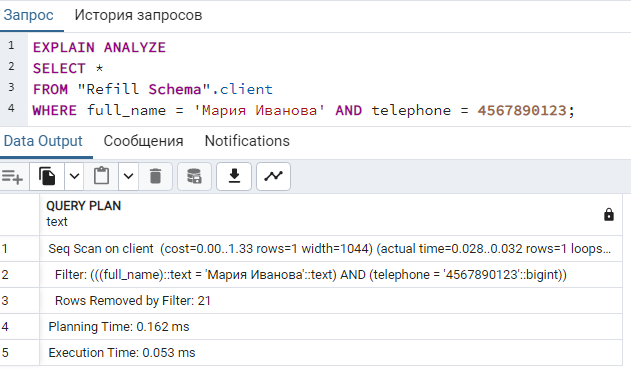 Запрос История запросов
1 EXPLAIN ANALYZE
2 SELECT *
3 FROM "Refill Schema".client
4 WHERE full_name = 'Мария Иванова' AND telephone = 4567890123;
Data Output Сообщения Notifications
QUERY PLAN
text
1 Seq Scan on client (cost=0.00..1.33 rows=1 width=1044) (actual time=0.028..0.032 rows=1 loops...
2 Filter: (((full_name)::text = 'Мария Иванова'::text) AND (telephone = '4567890123'::bigint))
3 Rows Removed by Filter: 21
4 Planning Time: 0.162 ms
5 Execution Time: 0.053 ms